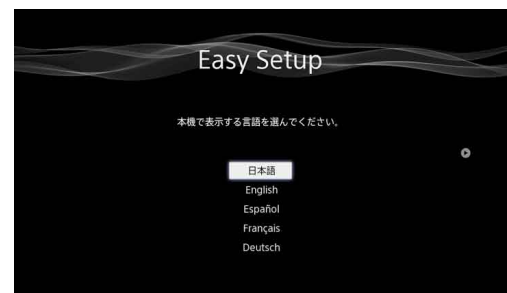 Easy Setup
本機で表示する言語を選んでください。
日本語
English
Español
Français
Deutsch